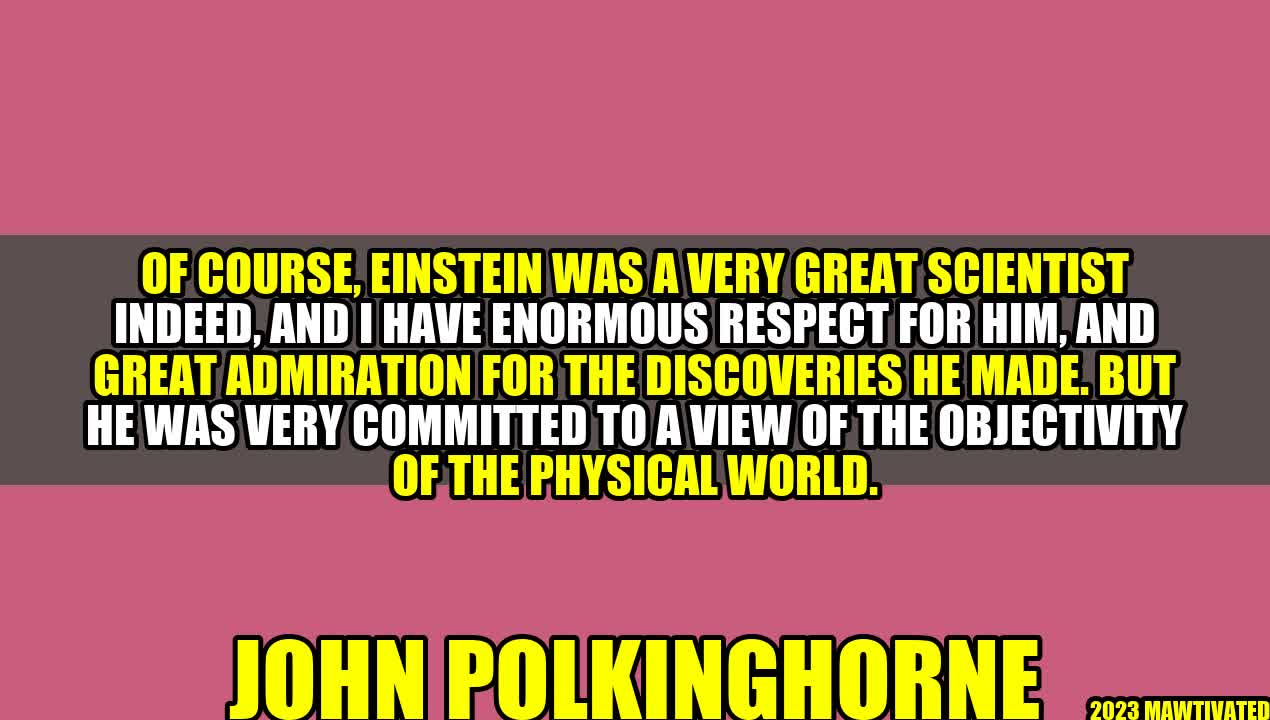 OF COURSE, EINSTEIN WAS A VERY GREAT SCIENTIST
INDEED, AND I HAVE ENORMOUS RESPECT FOR HIM, AND
GREAT ADMIRATION FOR THE DISCOVERIES HE MADE. BUT
HE WAS VERY COMMITTED TO A VIEW OF THE OBJECTIVITY
OF THE PHYSICAL WORLD.
JOHN POLKINGHORNE
2023 MAWTIVATED